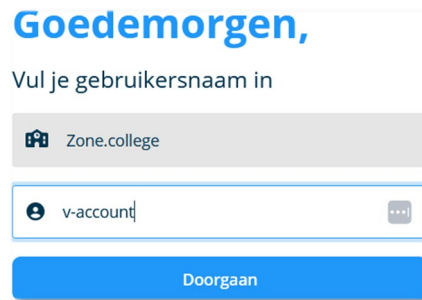 Goedemorgen,
Vul je gebruikersnaam in
Zone.college
v-account
Doorgaan